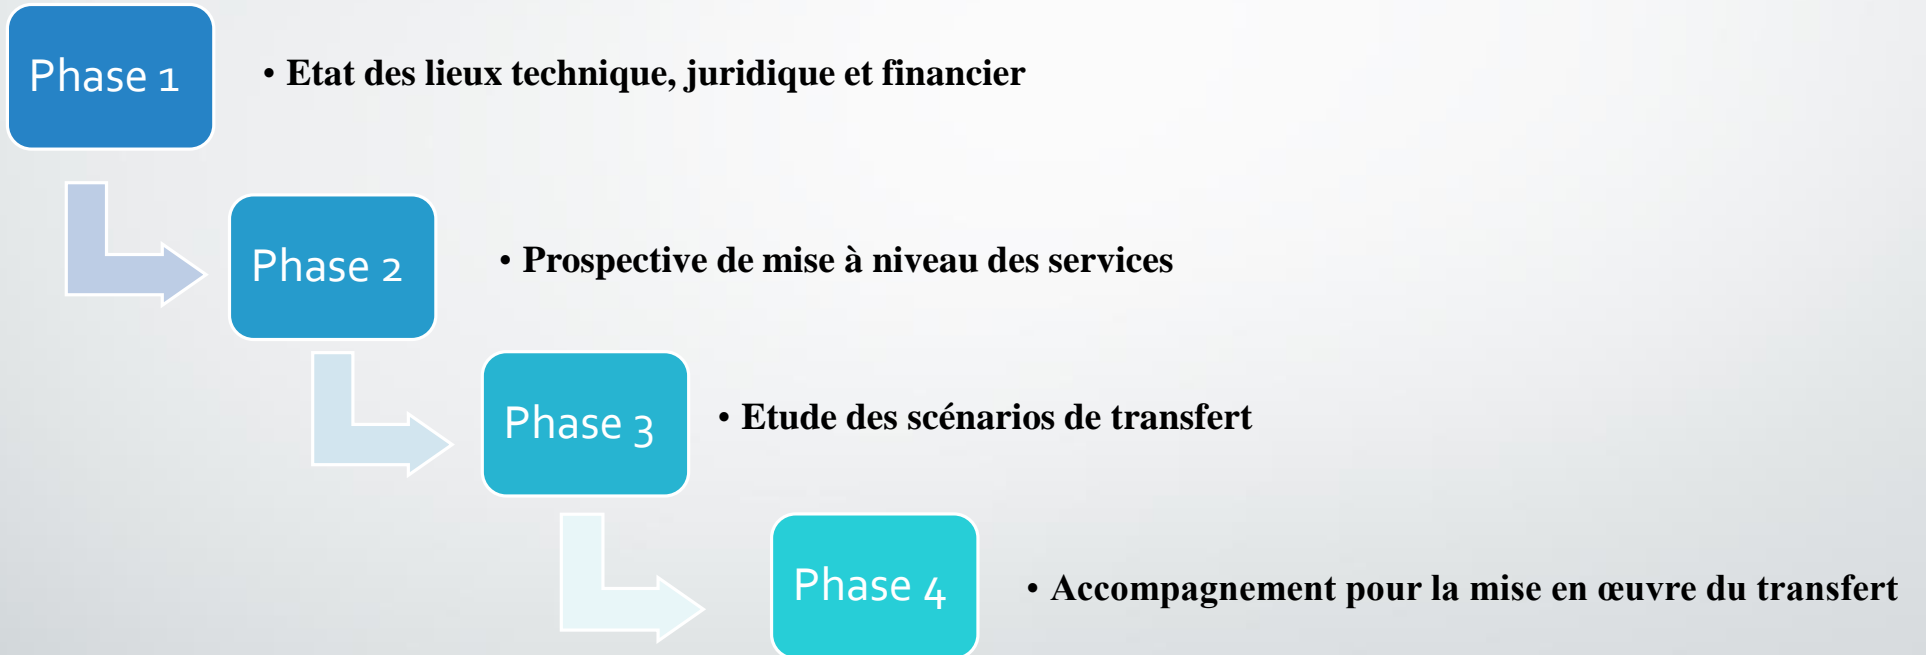 Phase 1
• Etat des lieux technique, juridique et financier
Phase 2
• Prospective de mise à niveau des services
Phase 3
• Etude des scénarios de transfert
Phase 4
• Accompagnement pour la mise en œuvre du transfert